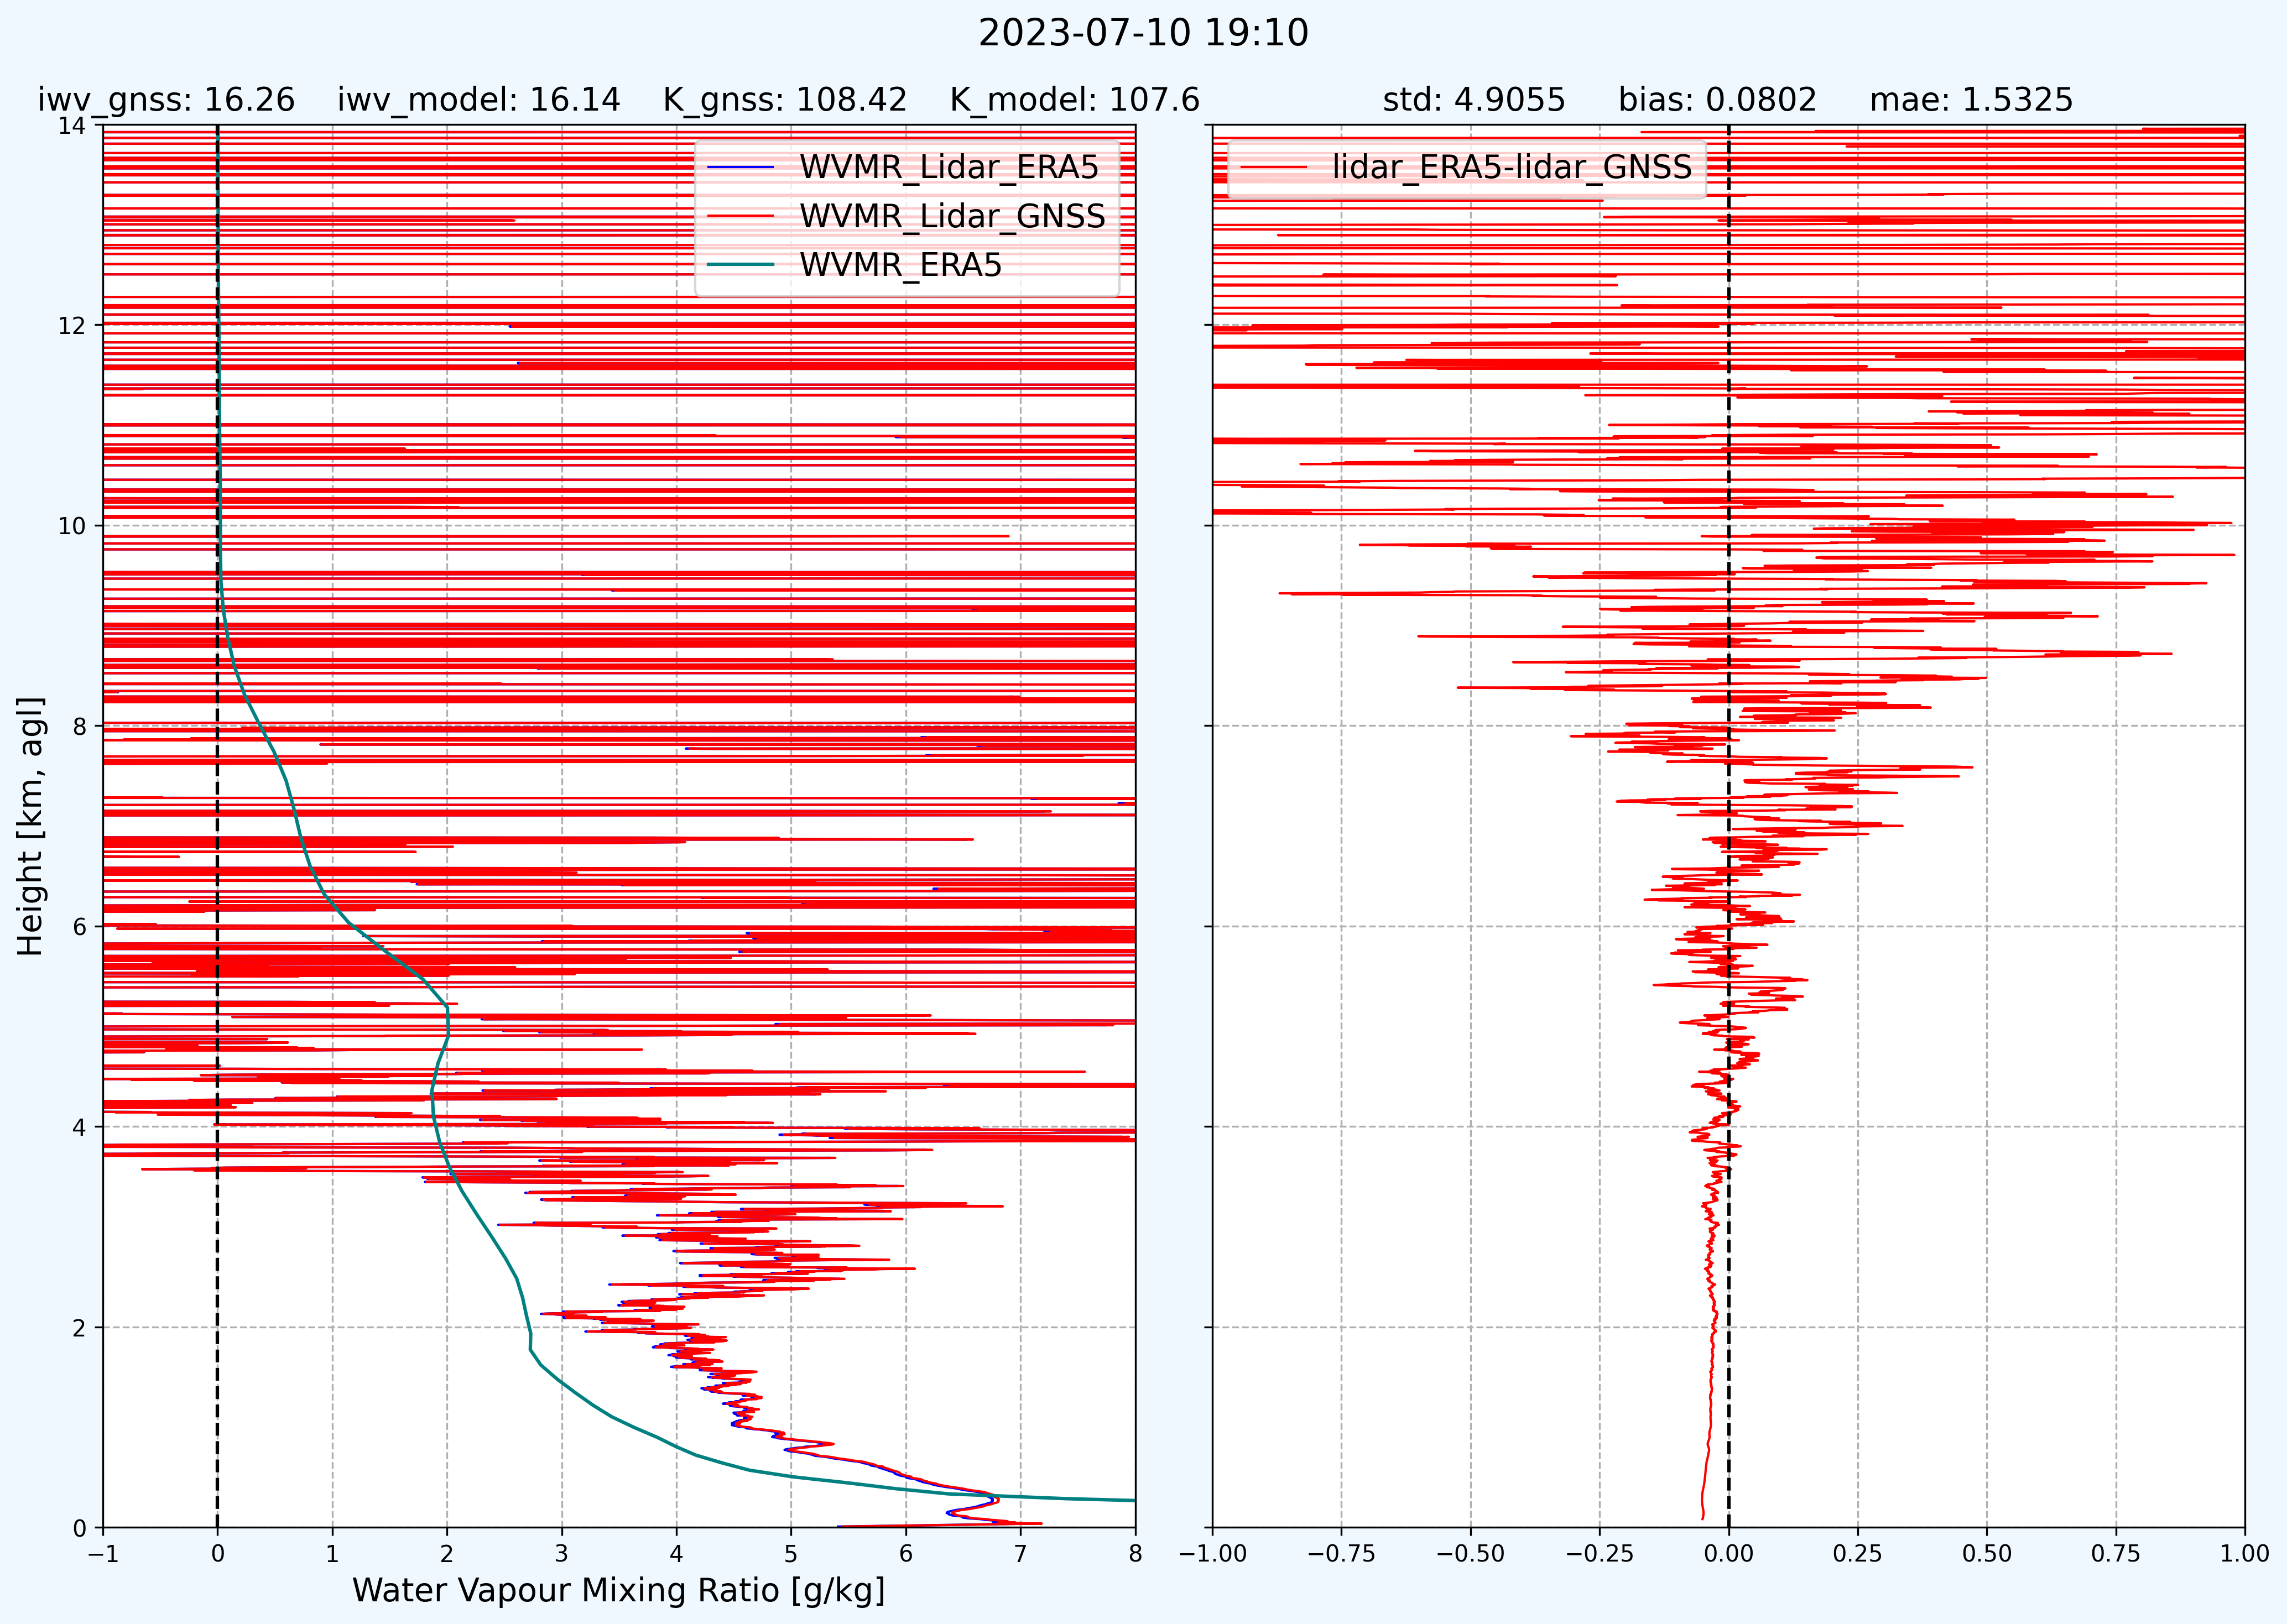 2023-07-10 19:10
iwv_gnss: 16.26 iwv_model: 16.14 K_gnss: 108.42 K_model: 107.6
std: 4.9055 bias: 0.0802 mae: 1.5325
WVMR_Lidar_ERA5
WVMR_Lidar_GNSS
WVMR_ERA5
lidar_ERA5-lidar_GNSS
14
12
10
8
6
4
2
0
Height [km, agl]
−1 0 1 2 3 4 5 6 7 8
Water Vapour Mixing Ratio [g/kg]
−1.00 −0.75 −0.50 −0.25 0.00 0.25 0.50 0.75 1.00